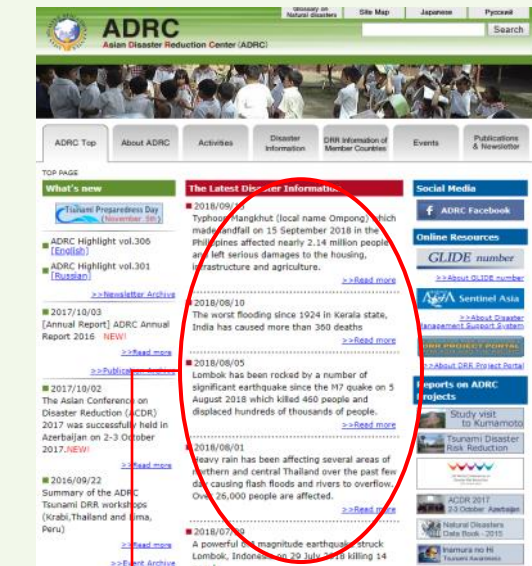 Glossary on
Natural disasters
Site Map
Japanese
Русский
ADRC
Asian Disaster Reduction Center (ADRC)
Search
ADRC Top
About ADRC
Activities
Disaster
Information
DRR Information of
Member Countries
Events
Publications
& Newsletter
TOP PAGE
What's new
Tsunami Preparedness Day
(November 5th)
ADRC Highlight vol.306
[English]
ADRC Highlight vol.301
[Russian]
>>Newsletter Archive
2017/10/03
[Annual Report] ADRC Annual
Report 2016 NEW!
>>Read more
>>Publication Archive
2017/10/02
The Asian Conference on
Disaster Reduction (ACDR)
2017 was successfully held in
Azerbaijan on 2-3 October
2017.NEW!
>>Read more
2016/09/22
Summary of the ADRC
Tsunami DRR workshops
(Krabi,Thailand and Lima,
Peru)
>>Read more
>>Event Archive
The Latest Disaster Information
2018/09/
Typhoon Mangkhut (local name Ompong) which
made landfall on 15 September 2018 in the
Philippines affected nearly 2.14 million people
and left serious damages to the housing,
infrastructure and agriculture.
>>Read more
2018/08/10
The worst flooding since 1924 in Kerala state,
India has caused more than 360 deaths
>>Read more
2018/08/05
Lombok has been rocked by a number of
significant earthquake since the M7 quake on 5
August 2018 which killed 460 people and
displaced hundreds of thousands of people.
>>Read more
2018/08/01
Heavy rain has been affecting several areas of
northern and central Thailand over the past few
day causing flash floods and rivers to overflow.
Over 26,000 people are affected.
>>Read more
2018/07/29
A powerful 6.4 magnitude earthquake struck
Lombok, Indonesia on 29 July 2018 killing 14
Social Media
ADRC Facebook
Online Resources
GLIDE number
>>About GLIDE number
Sentinel Asia
>>About Disaster
Management Support System
DRR PROJECT PORTAL
>>About DRR Project Portal
Reports on ADRC
Projects
Study visit
to Kumamoto
Tsunami Disaster
Risk Reduction
ACDR 2017
2-3 October Azerbaijan
Natural Disasters
Data Book - 2015
Inamura no Hi
Tsunami Awareness